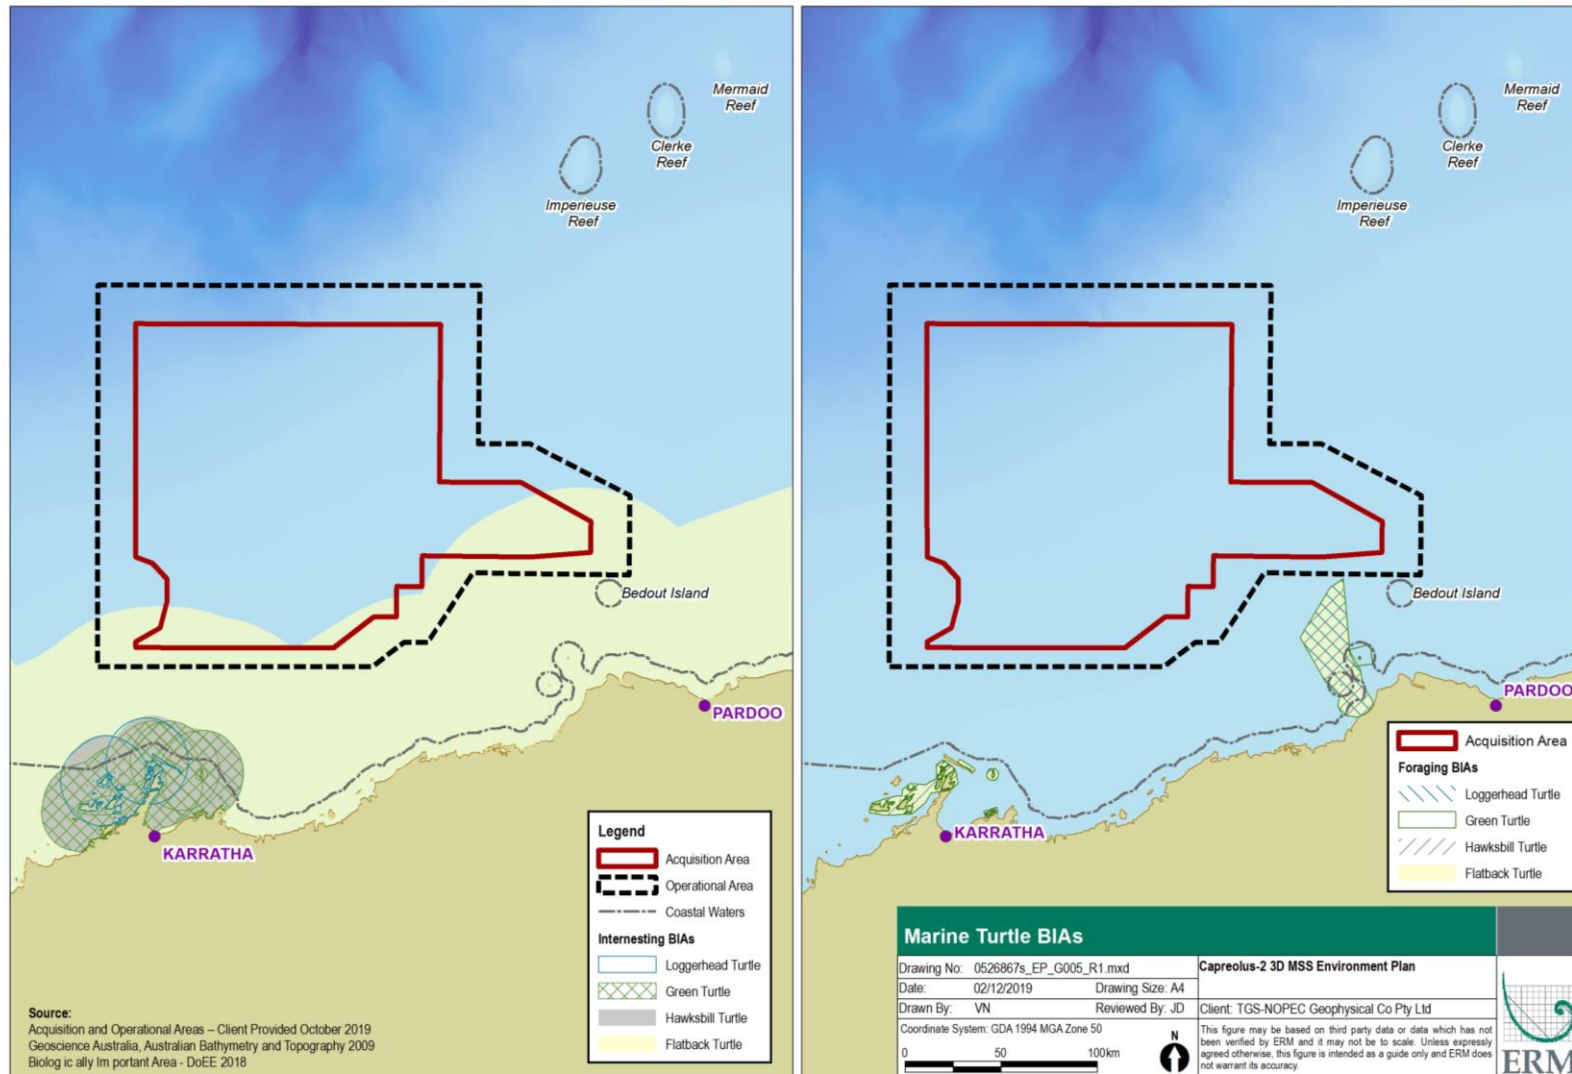 Mermaid
Reef
Clerke
Reef
Imperieuse
Reef
Bedout Island
PARDOO
KARRATHA
Legend
Acquisition Area
Operational Area
Coastal Waters
Internesting BIAs
Loggerhead Turtle
Green Turtle
Hawksbill Turtle
Flatback Turtle
Source:
Acquisition and Operational Areas – Client Provided October 2019
Geoscience Australia, Australian Bathymetry and Topography 2009
Biolog ic ally Im portant Area - DoEE 2018
Mermaid
Reef
Clerke
Reef
Imperieuse
Reef
Bedout Island
PARDOO
KARRATHA
Acquisition Area
Foraging BIAs
Loggerhead Turtle
Green Turtle
Hawksbill Turtle
Flatback Turtle
Marine Turtle BIAs
Drawing No: 0526867s_EP_G005_R1.mxd
Date: 02/12/2019 Drawing Size: A4
Drawn By: VN Reviewed By: JD
Coordinate System: GDA 1994 MGA Zone 50
0 50 100km
N
Capreolus-2 3D MSS Environment Plan
Client: TGS-NOPEC Geophysical Co Pty Ltd
This figure may be based on third party data or data which has not
been verified by ERM and it may not be to scale. Unless expressly
agreed otherwise, this figure is intended as a guide only and ERM does
not warrant its accuracy.
ERM